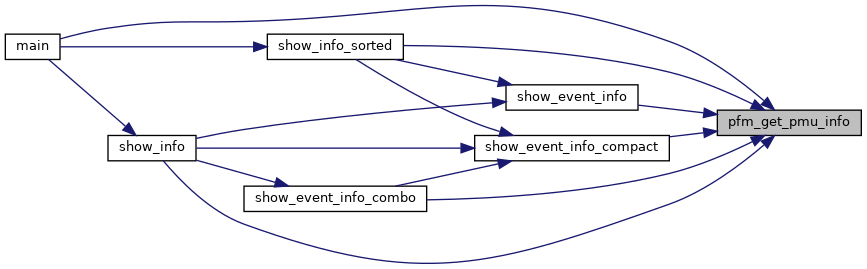 main
show_info_sorted
show_event_info
pfm_get_pmu_info
show_info
show_event_info_compact
show_event_info_combo